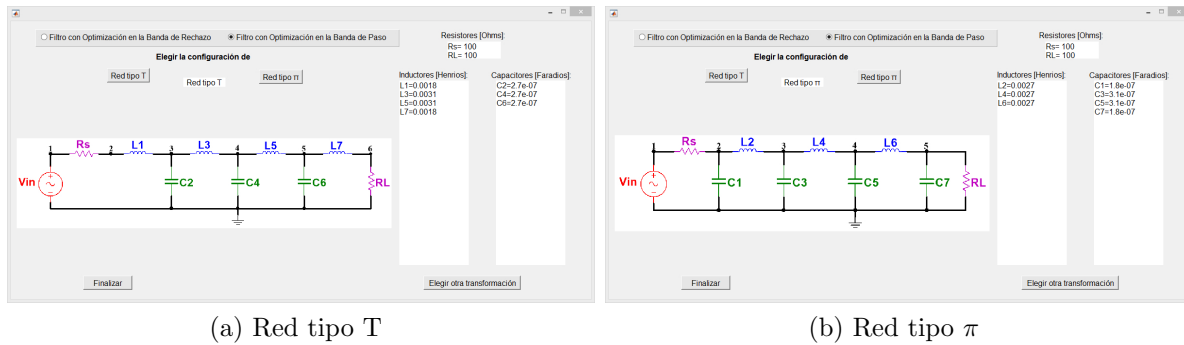 Filtro con Optimización en la Banda de Rechazo Filtro con Optimización en la Banda de Paso
Resistores [Ohms]:
Rs= 100
RL= 100
Elegir la configuración de
Red tipo T
Red tipo T
Red tipo π
Inductores [Henrios]:
L1=0.0018
L3=0.0031
L5=0.0031
L7=0.0018
Capacitores [Faradios]:
C2=2.7e-07
C4=2.7e-07
C6=2.7e-07
1 Rs 2 L1 3 L3 4 L5 5 L7 6
Vin C2 C4 C6 RL
Finalizar
Elegir otra transformación
(a) Red tipo T
Filtro con Optimización en la Banda de Rechazo Filtro con Optimización en la Banda de Paso
Resistores [Ohms]:
Rs= 100
RL= 100
Elegir la configuración de
Red tipo T
Red tipo π
Red tipo π
Inductores [Henrios]:
L2=0.0027
L4=0.0027
L6=0.0027
Capacitores [Faradios]:
C1=1.8e-07
C3=3.1e-07
C5=3.1e-07
C7=1.8e-07
1 Rs 2 L2 3 L4 4 L6 5
Vin C1 C3 C5 C7 RL
Finalizar
Elegir otra transformación
(b) Red tipo π